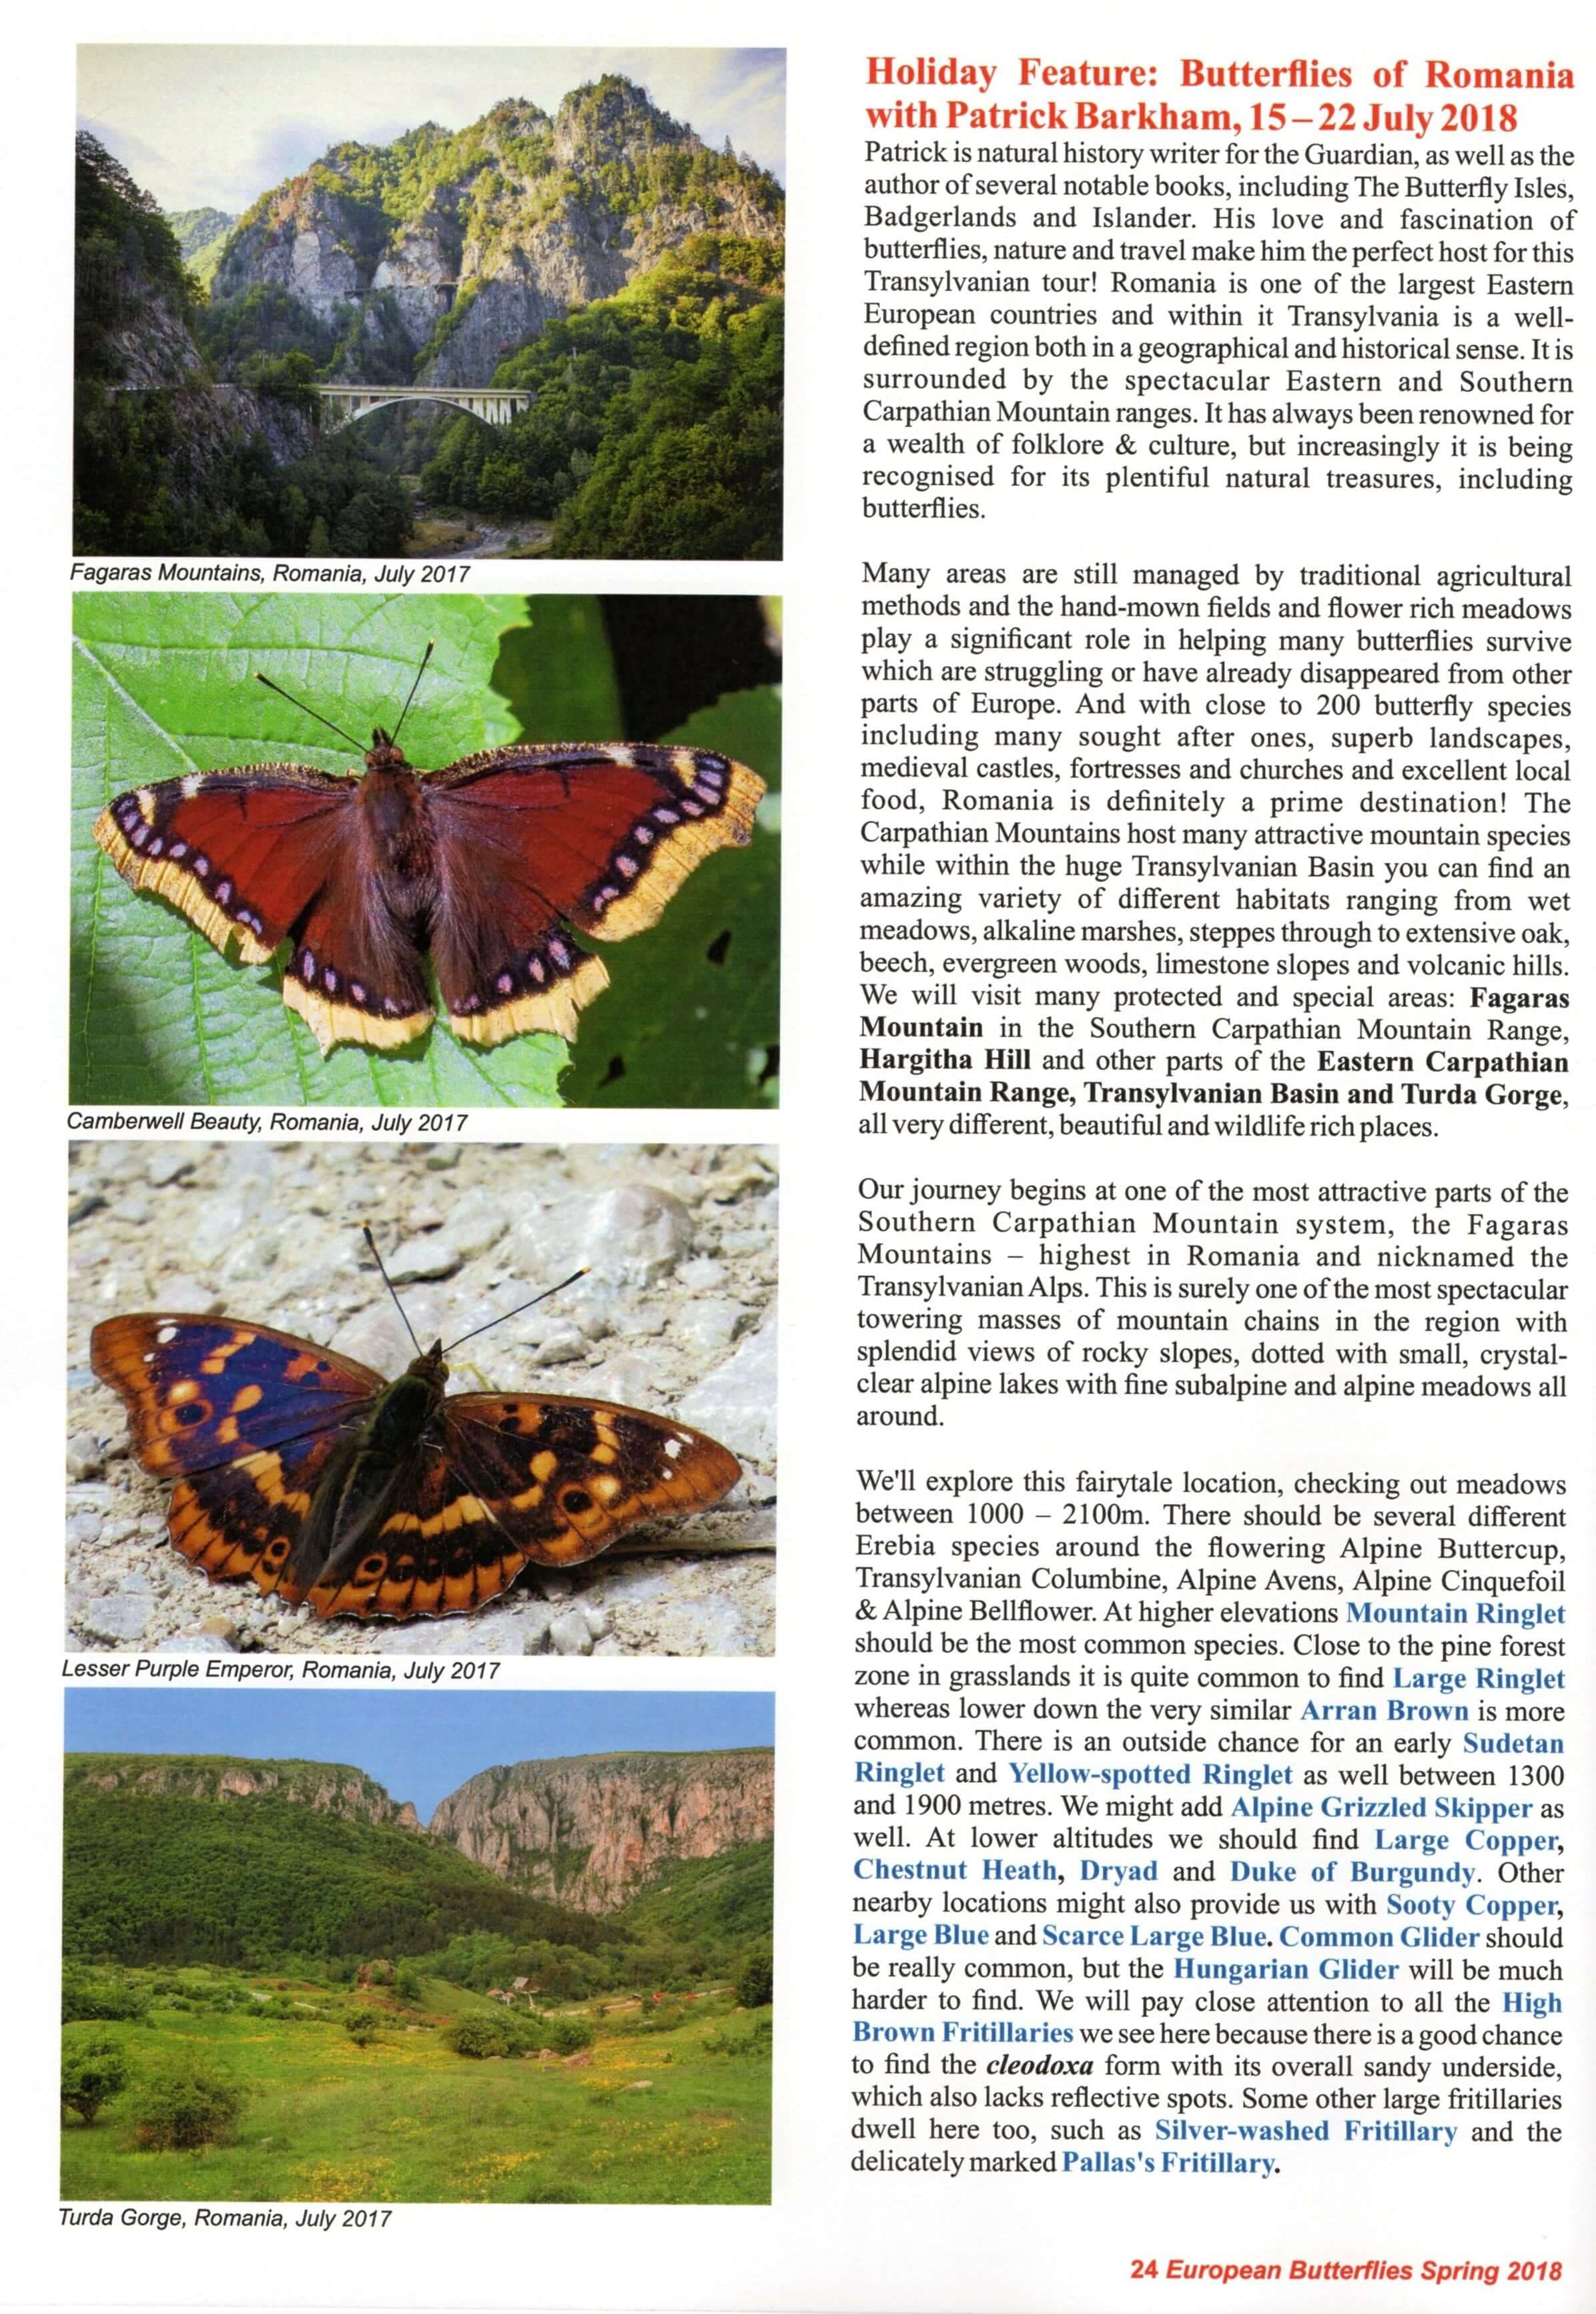 Fagaras Mountains, Romania, July 2017
Camberwell Beauty, Romania, July 2017
Lesser Purple Emperor, Romania, July 2017
Turda Gorge, Romania, July 2017
Holiday Feature: Butterflies of Romania
with Patrick Barkham, 15 – 22 July 2018
Patrick is natural history writer for the Guardian, as well as the
author of several notable books, including The Butterfly Isles,
Badgerlands and Islander. His love and fascination of
butterflies, nature and travel make him the perfect host for this
Transylvanian tour! Romania is one of the largest Eastern
European countries and within it Transylvania is a well-
defined region both in a geographical and historical sense. It is
surrounded by the spectacular Eastern and Southern
Carpathian Mountain ranges. It has always been renowned for
a wealth of folklore & culture, but increasingly it is being
recognised for its plentiful natural treasures, including
butterflies.
Many areas are still managed by traditional agricultural
methods and the hand-mown fields and flower rich meadows
play a significant role in helping many butterflies survive
which are struggling or have already disappeared from other
parts of Europe. And with close to 200 butterfly species
including many sought after ones, superb landscapes,
medieval castles, fortresses and churches and excellent local
food, Romania is definitely a prime destination! The
Carpathian Mountains host many attractive mountain species
while within the huge Transylvanian Basin you can find an
amazing variety of different habitats ranging from wet
meadows, alkaline marshes, steppes through to extensive oak,
beech, evergreen woods, limestone slopes and volcanic hills.
We will visit many protected and special areas: Fagaras
Mountain in the Southern Carpathian Mountain Range,
Hargitha Hill and other parts of the Eastern Carpathian
Mountain Range, Transylvanian Basin and Turda Gorge,
all very different, beautiful and wildlife rich places.
Our journey begins at one of the most attractive parts of the
Southern Carpathian Mountain system, the Fagaras
Mountains – highest in Romania and nicknamed the
Transylvanian Alps. This is surely one of the most spectacular
towering masses of mountain chains in the region with
splendid views of rocky slopes, dotted with small, crystal-
clear alpine lakes with fine subalpine and alpine meadows all
around.
We'll explore this fairytale location, checking out meadows
between 1000 – 2100m. There should be several different
Erebia species around the flowering Alpine Buttercup,
Transylvanian Columbine, Alpine Avens, Alpine Cinquefoil
& Alpine Bellflower. At higher elevations Mountain Ringlet
should be the most common species. Close to the pine forest
zone in grasslands it is quite common to find Large Ringlet
whereas lower down the very similar Arran Brown is more
common. There is an outside chance for an early Sudetan
Ringlet and Yellow-spotted Ringlet as well between 1300
and 1900 metres. We might add Alpine Grizzled Skipper as
well. At lower altitudes we should find Large Copper,
Chestnut Heath, Dryad and Duke of Burgundy. Other
nearby locations might also provide us with Sooty Copper,
Large Blue and Scarce Large Blue. Common Glider should
be really common, but the Hungarian Glider will be much
harder to find. We will pay close attention to all the High
Brown Fritillaries we see here because there is a good chance
to find the cleodoxa form with its overall sandy underside,
which also lacks reflective spots. Some other large fritillaries
dwell here too, such as Silver-washed Fritillary and the
delicately marked Pallas's Fritillary.
24 European Butterflies Spring 2018